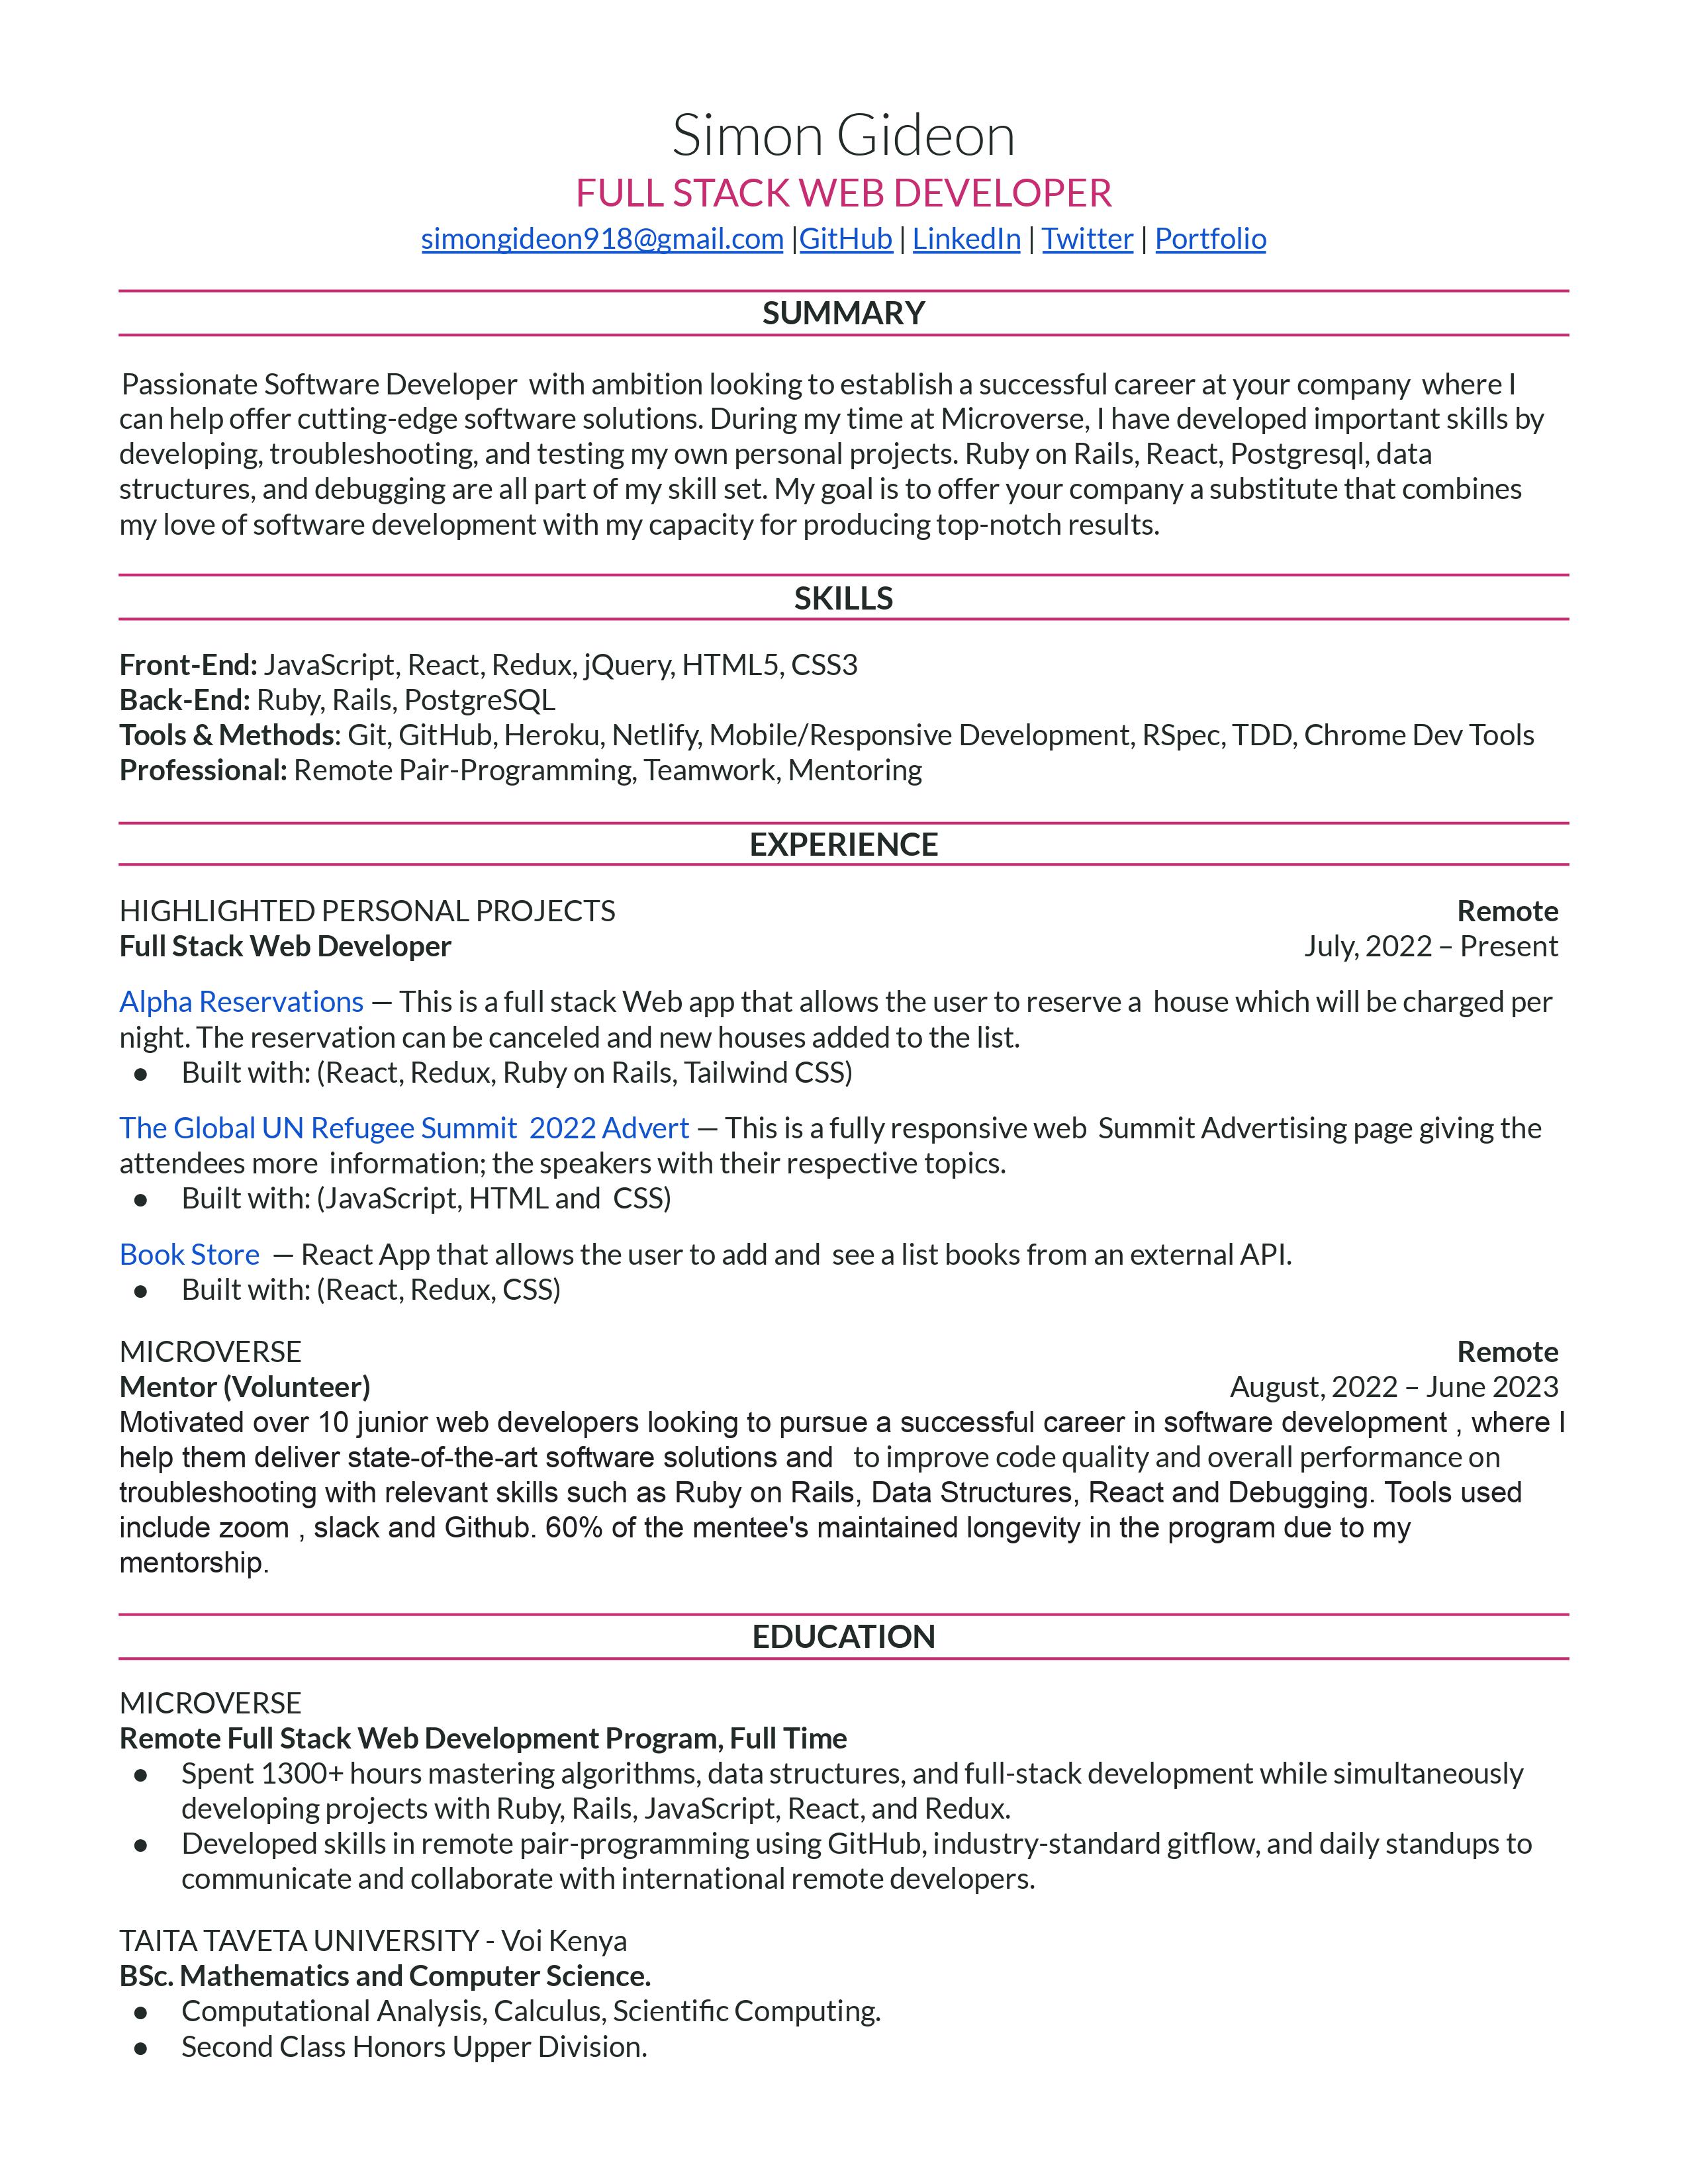 Simon Gideon
FULL STACK WEB DEVELOPER
simongideon918@gmail.com |GitHub | LinkedIn | Twitter | Portfolio
SUMMARY
Passionate Software Developer with ambition looking to establish a successful career at your company where I
can help offer cutting-edge software solutions. During my time at Microverse, I have developed important skills by
developing, troubleshooting, and testing my own personal projects. Ruby on Rails, React, Postgresql, data
structures, and debugging are all part of my skill set. My goal is to offer your company a substitute that combines
my love of software development with my capacity for producing top-notch results.
SKILLS
Front-End: JavaScript, React, Redux, jQuery, HTML5, CSS3
Back-End: Ruby, Rails, PostgreSQL
Tools & Methods: Git, GitHub, Heroku, Netlify, Mobile/Responsive Development, RSpec, TDD, Chrome Dev Tools
Professional: Remote Pair-Programming, Teamwork, Mentoring
EXPERIENCE
HIGHLIGHTED PERSONAL PROJECTS Remote
Full Stack Web Developer July, 2022 – Present
Alpha Reservations — This is a full stack Web app that allows the user to reserve a house which will be charged per
night. The reservation can be canceled and new houses added to the list.
● Built with: (React, Redux, Ruby on Rails, Tailwind CSS)
The Global UN Refugee Summit 2022 Advert — This is a fully responsive web Summit Advertising page giving the
attendees more information; the speakers with their respective topics.
● Built with: (JavaScript, HTML and CSS)
Book Store — React App that allows the user to add and see a list books from an external API.
● Built with: (React, Redux, CSS)
MICROVERSE Remote
Mentor (Volunteer) August, 2022 – June 2023
Motivated over 10 junior web developers looking to pursue a successful career in software development , where I
help them deliver state-of-the-art software solutions and to improve code quality and overall performance on
troubleshooting with relevant skills such as Ruby on Rails, Data Structures, React and Debugging. Tools used
include zoom , slack and Github. 60% of the mentee's maintained longevity in the program due to my
mentorship.
EDUCATION
MICROVERSE
Remote Full Stack Web Development Program, Full Time
● Spent 1300+ hours mastering algorithms, data structures, and full-stack development while simultaneously
developing projects with Ruby, Rails, JavaScript, React, and Redux.
● Developed skills in remote pair-programming using GitHub, industry-standard gitflow, and daily standups to
communicate and collaborate with international remote developers.
TAITA TAVETA UNIVERSITY - Voi Kenya
BSc. Mathematics and Computer Science.
● Computational Analysis, Calculus, Scientific Computing.
● Second Class Honors Upper Division.